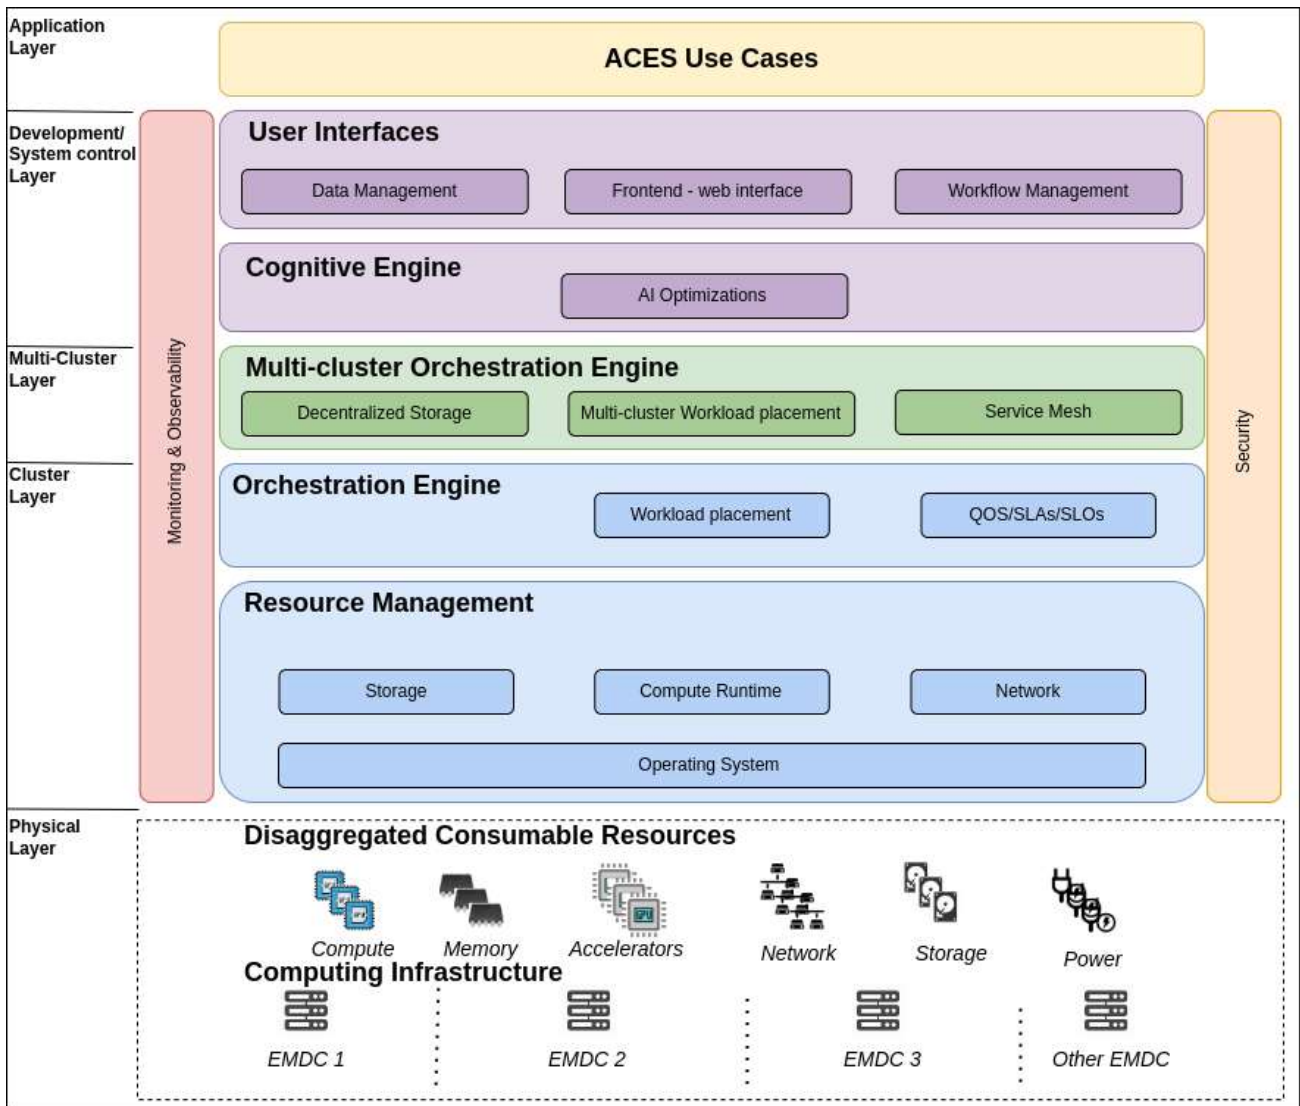 Application
Layer
ACES Use Cases
Development/
System control
Layer
User Interfaces
Data Management
Frontend - web interface
Workflow Management
Cognitive Engine
AI Optimizations
Monitoring & Observability
Security
Multi-Cluster
Layer
Multi-cluster Orchestration Engine
Decentralized Storage
Multi-cluster Workload placement
Service Mesh
Cluster
Layer
Orchestration Engine
Workload placement
QOS/SLAs/SLOs
Resource Management
Storage
Compute Runtime
Network
Operating System
Physical
Layer
Disaggregated Consumable Resources
GPU
Compute
Memory
Accelerators
Network
Storage
Power
Computing Infrastructure
EMDC 1
EMDC 2
EMDC 3
Other EMDC